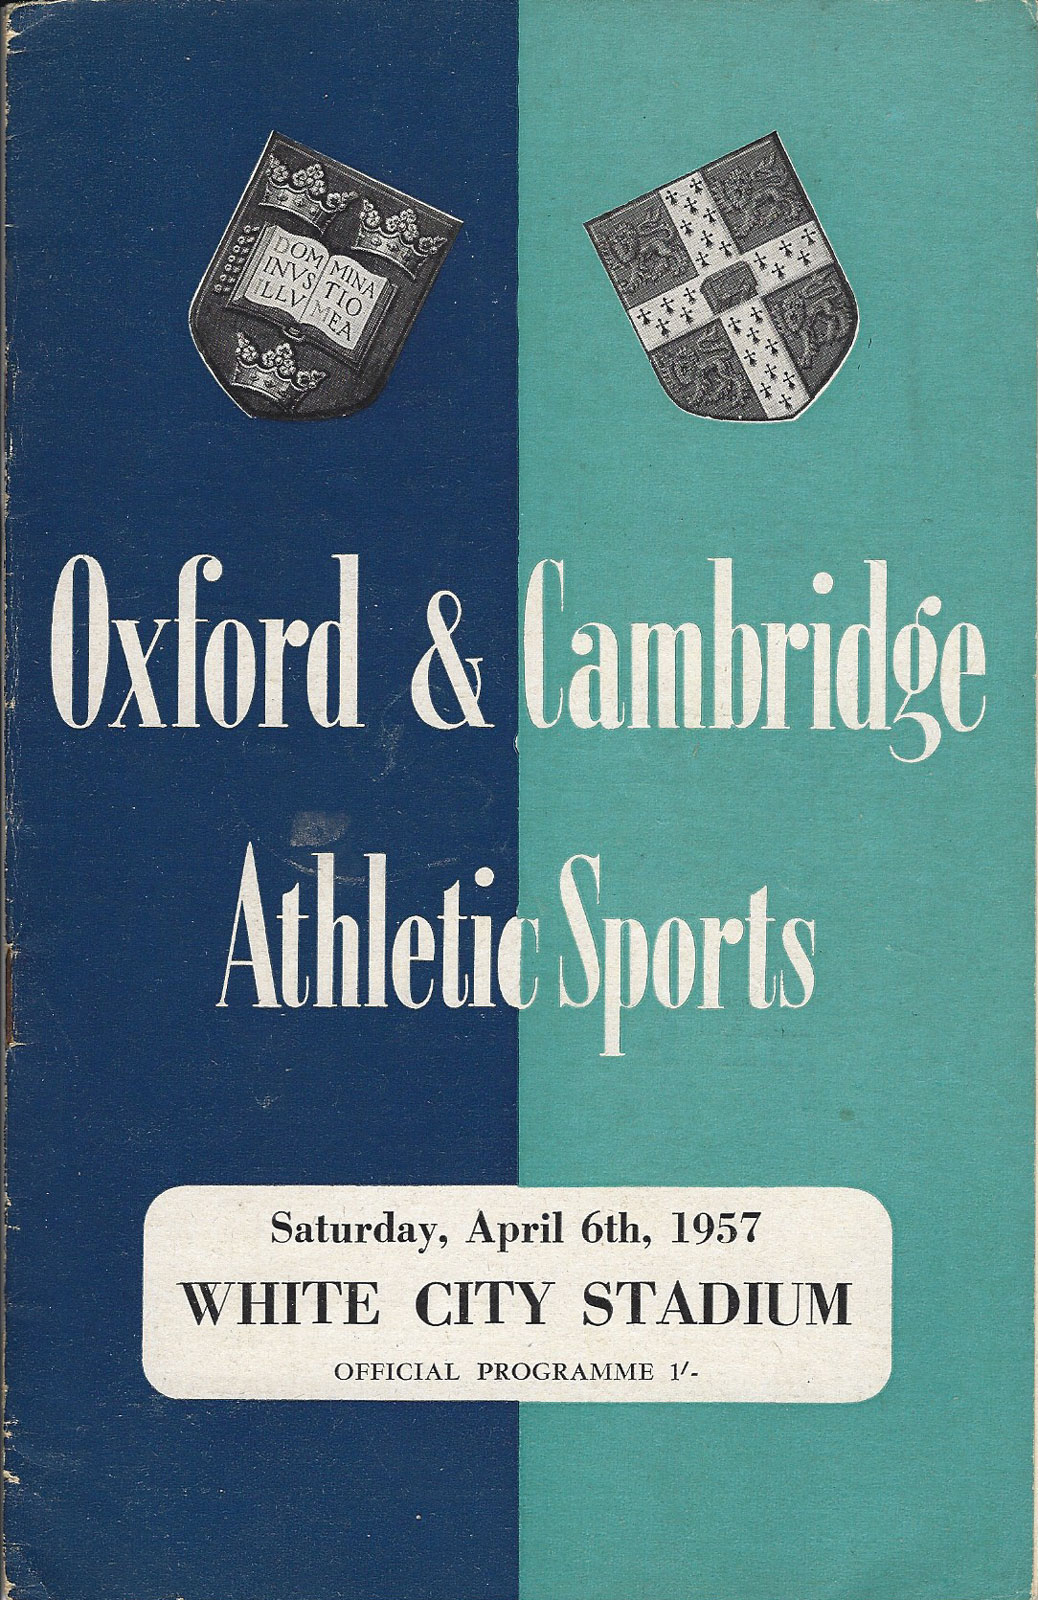 DOM MINA
INVS TIO
ILLV MEA
Oxford & Cambridge
Athletic Sports
Saturday, April 6th, 1957
WHITE CITY STADIUM
OFFICIAL PROGRAMME 1/-